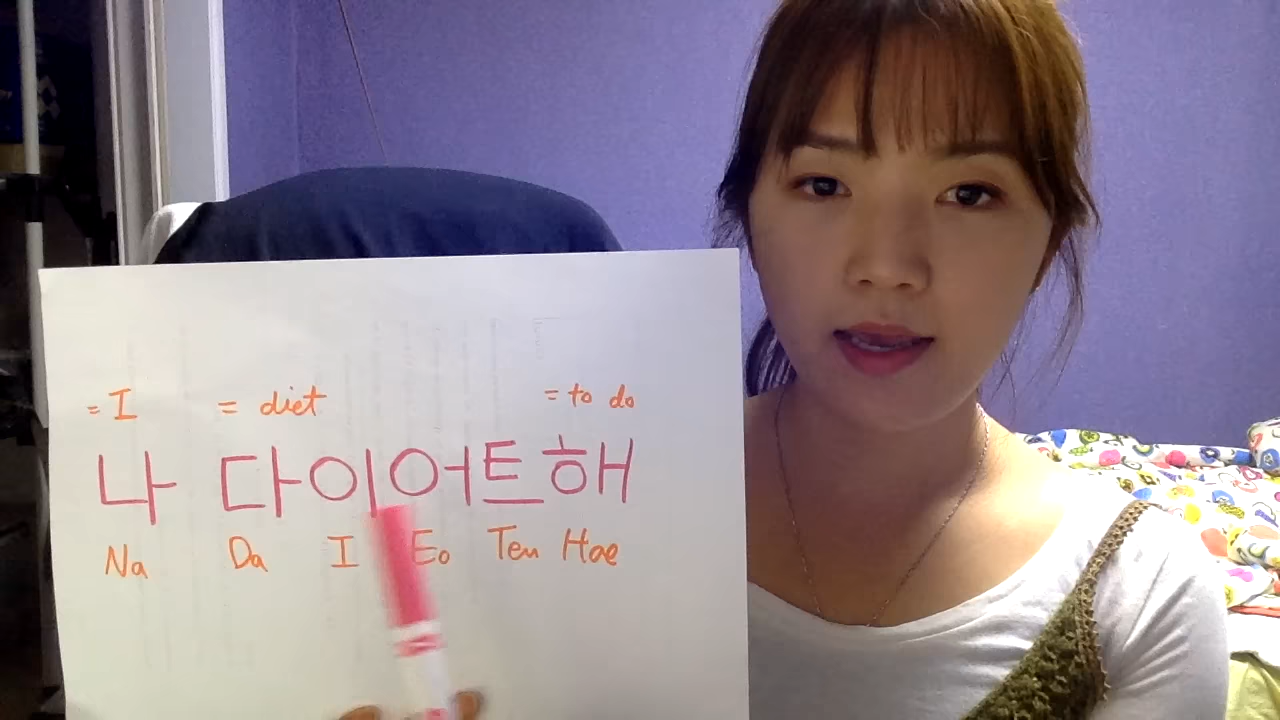 = I = diet = to do
나 다이어트해
Na Da I Eo Teu Hae